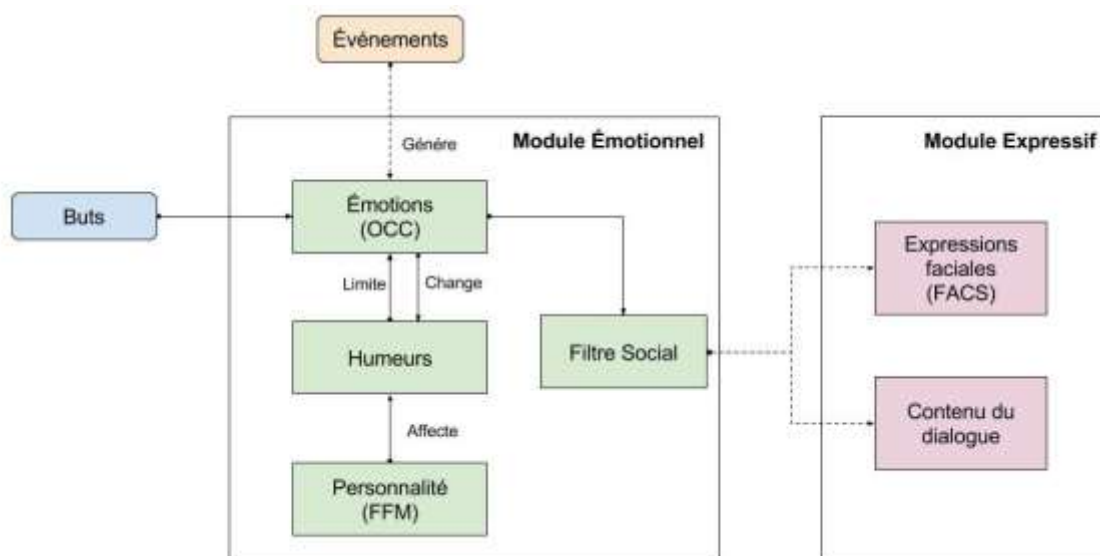 Événements
Module Émotionnel
Module Expressif
Génére
Buts
Émotions
(OCC)
Limite
Change
Expressions
faciales
(FACS)
Humeurs
Filtre Social
Affecte
Contenu du
dialogue
Personnalité
(FFM)